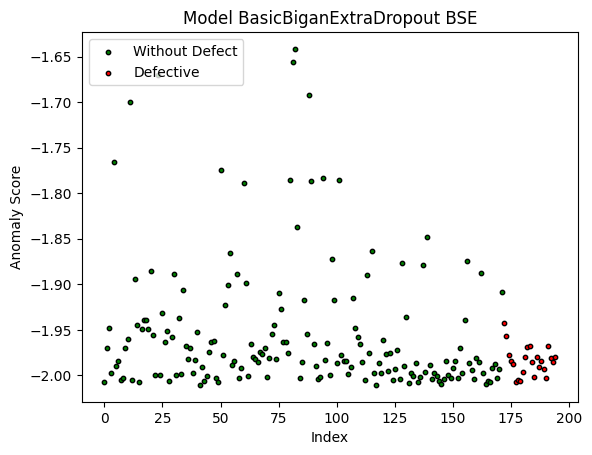 Model BasicBiganExtraDropout BSE
Without Defect
Defective
Anomaly Score
−1.65
−1.70
−1.75
−1.80
−1.85
−1.90
−1.95
−2.00
0 25 50 75 100 125 150 175 200
Index